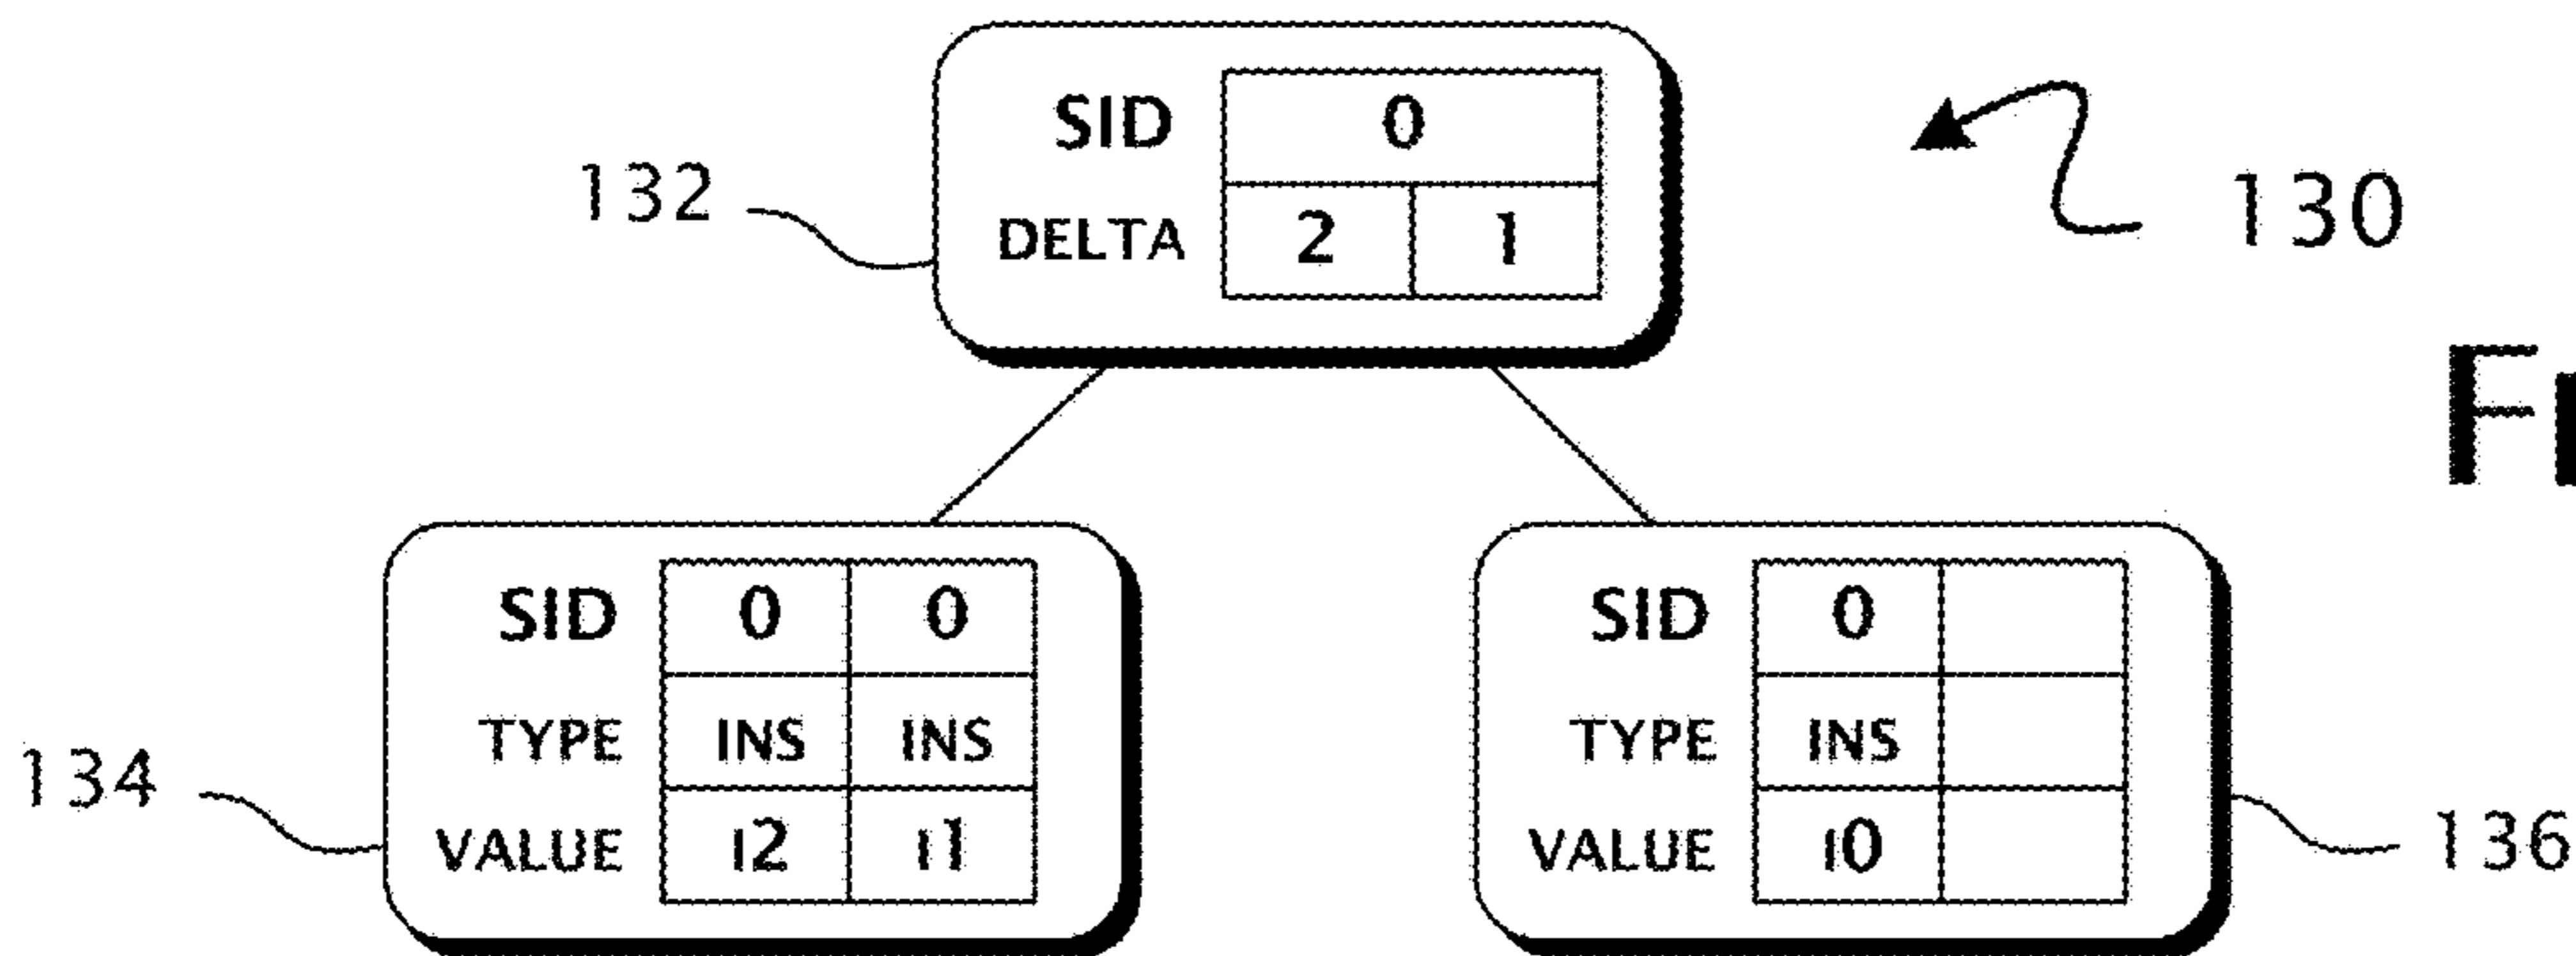 SID 0
132 DELTA 2 1 130
SID 0 0
TYPE INS INS
134 VALUE i2 i1
SID 0
TYPE INS
VALUE i0 136